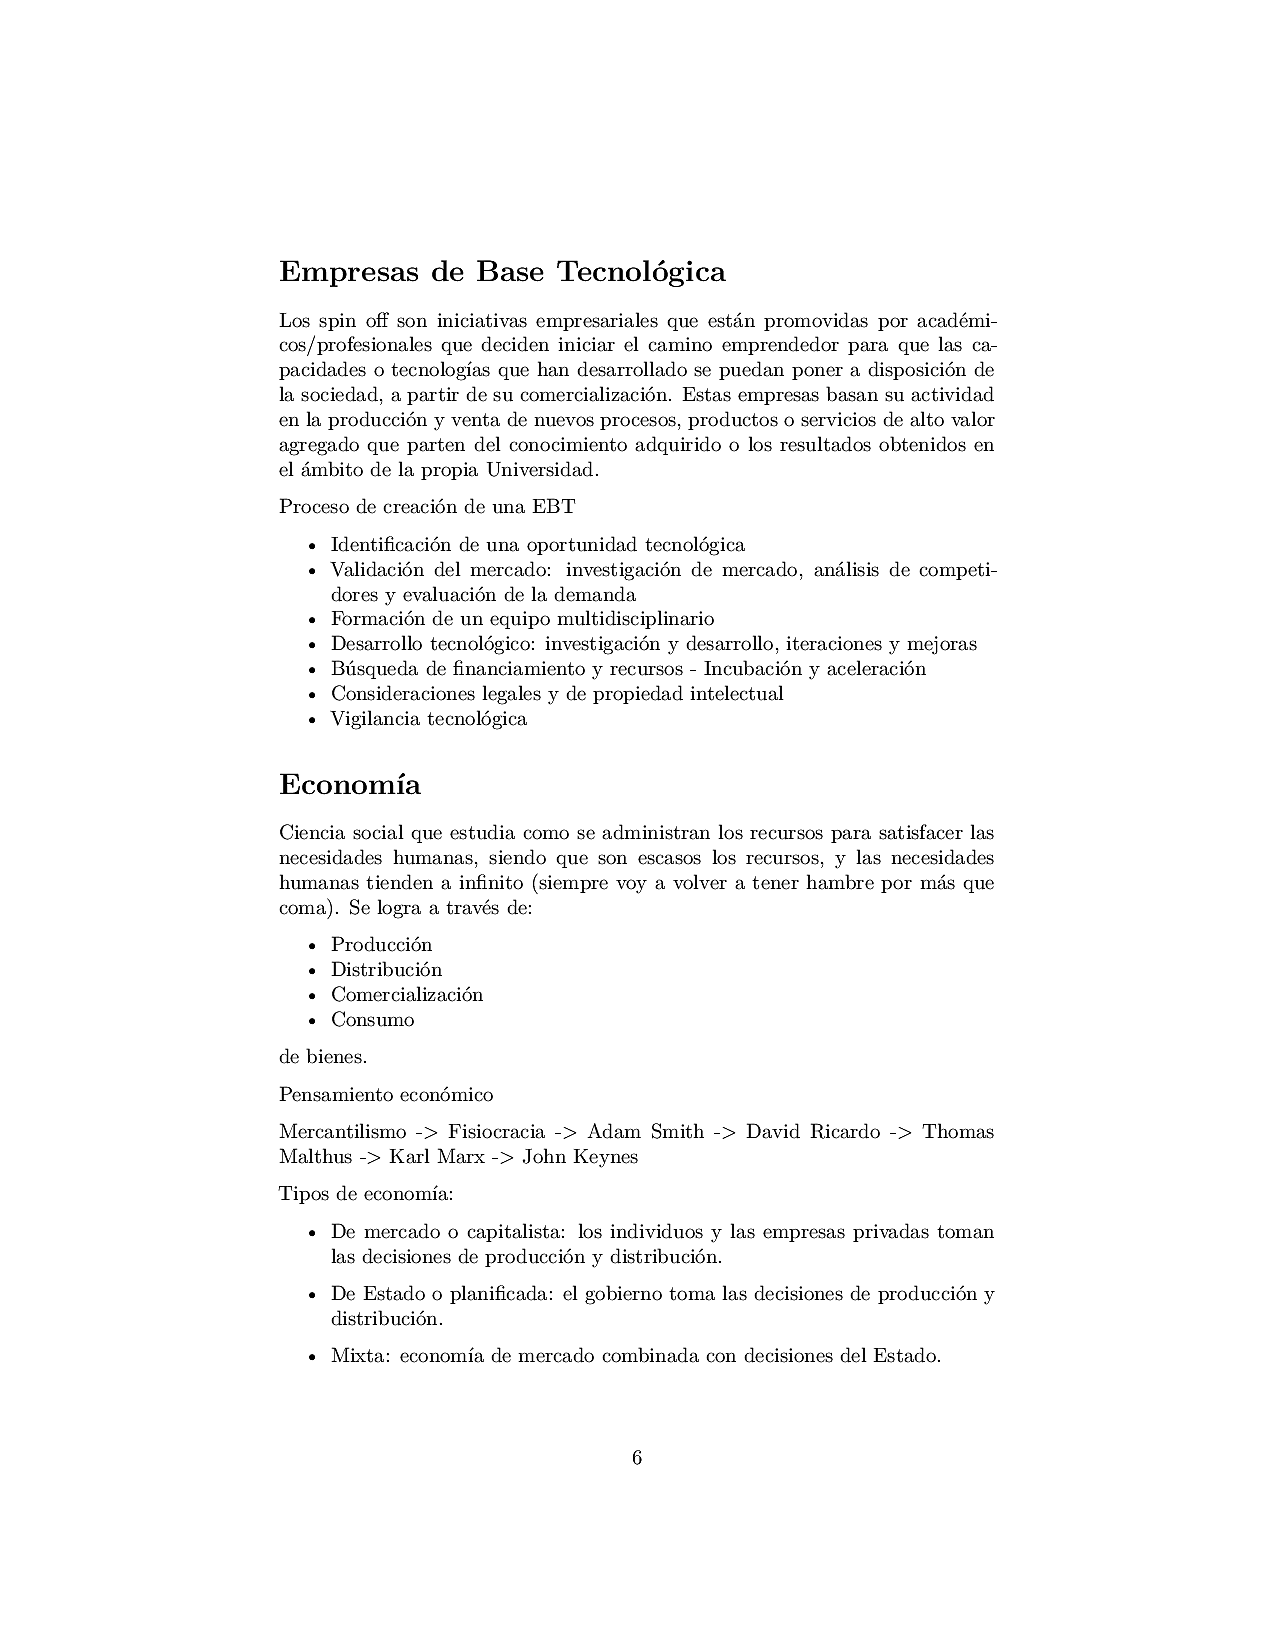 Empresas de Base Tecnológica
Los spin off son iniciativas empresariales que están promovidas por académi-
cos/profesionales que deciden iniciar el camino emprendedor para que las ca-
pacidades o tecnologías que han desarrollado se puedan poner a disposición de
la sociedad, a partir de su comercialización. Estas empresas basan su actividad
en la producción y venta de nuevos procesos, productos o servicios de alto valor
agregado que parten del conocimiento adquirido o los resultados obtenidos en
el ámbito de la propia Universidad.
Proceso de creación de una EBT
• Identificación de una oportunidad tecnológica
• Validación del mercado: investigación de mercado, análisis de competi-
dores y evaluación de la demanda
• Formación de un equipo multidisciplinario
• Desarrollo tecnológico: investigación y desarrollo, iteraciones y mejoras
• Búsqueda de financiamiento y recursos - Incubación y aceleración
• Consideraciones legales y de propiedad intelectual
• Vigilancia tecnológica
Economía
Ciencia social que estudia como se administran los recursos para satisfacer las
necesidades humanas, siendo que son escasos los recursos, y las necesidades
humanas tienden a infinito (siempre voy a volver a tener hambre por más que
coma). Se logra a través de:
• Producción
• Distribución
• Comercialización
• Consumo
de bienes.
Pensamiento económico
Mercantilismo -> Fisiocracia -> Adam Smith -> David Ricardo -> Thomas
Malthus -> Karl Marx -> John Keynes
Tipos de economía:
• De mercado o capitalista: los individuos y las empresas privadas toman
las decisiones de producción y distribución.
• De Estado o planificada: el gobierno toma las decisiones de producción y
distribución.
• Mixta: economía de mercado combinada con decisiones del Estado.
6